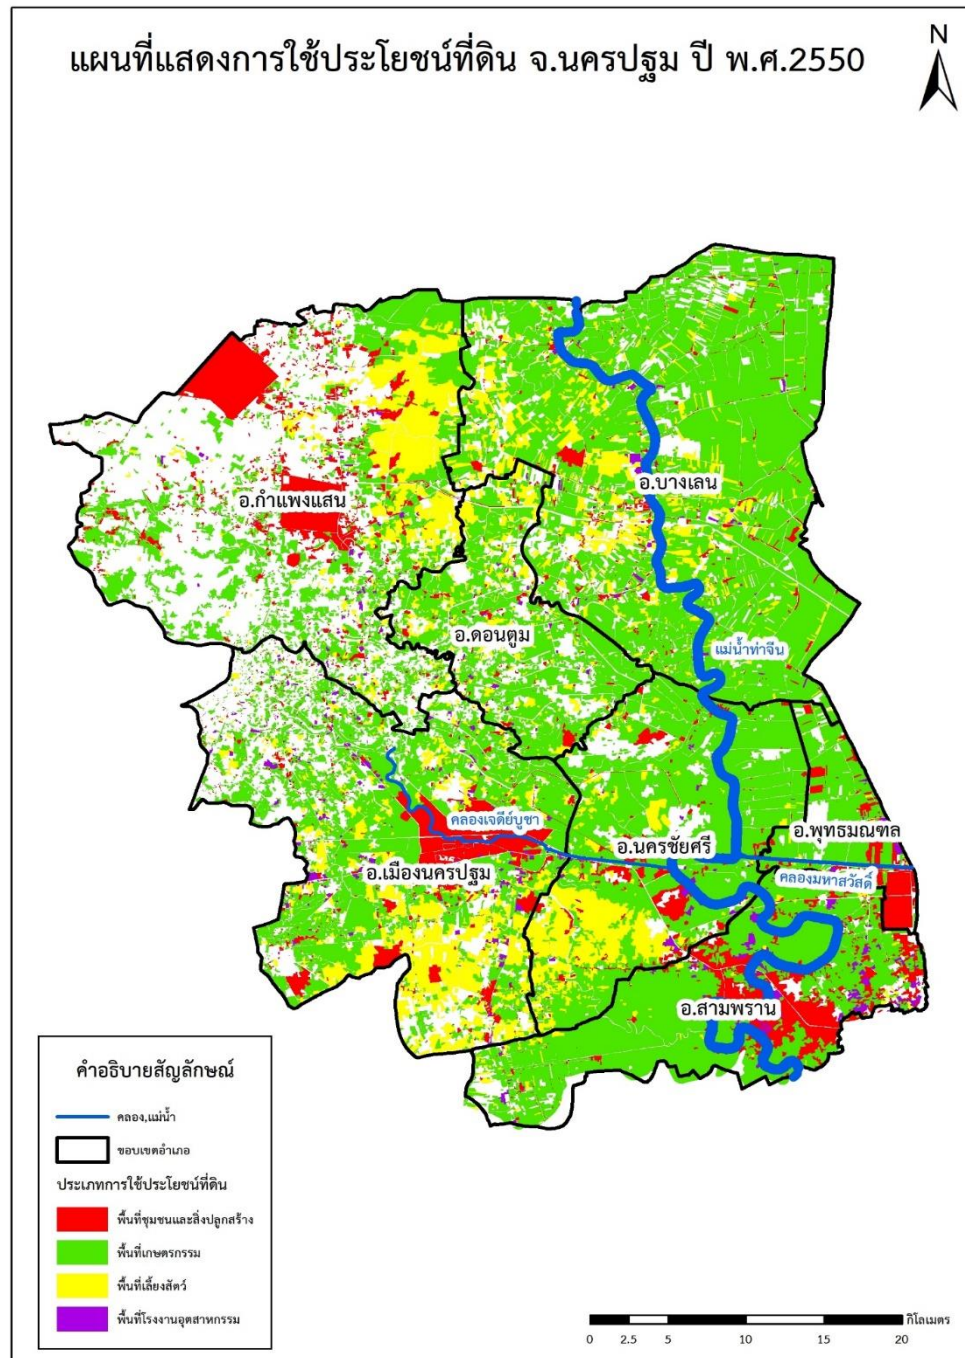 แผนที่แสดงการใช้ประโยชน์ที่ดิน จ.นครปฐม ปี พ.ศ.2550
N
อ.บางเลน
อ.กำแพงแสน
อ.ดอนตูม
แม่น้ำท่าจีน
คลองเจดีย์บูชา
อ.พุทธมณฑล
อ.นครชัยศรี
อ.เมืองนครปฐม
คลองมหาสวัสดิ์
อ.สามพราน
คำอธิบายสัญลักษณ์
คลอง,แม่น้ำ
ขอบเขตอำเภอ
ประเภทการใช้ประโยชน์ที่ดิน
พื้นที่ชุมชนและสิ่งปลูกสร้าง
พื้นที่เกษตรกรรม
พื้นที่เลี้ยงสัตว์
พื้นที่โรงงานอุตสาหกรรม
กิโลเมตร
0 2.5 5 10 15 20